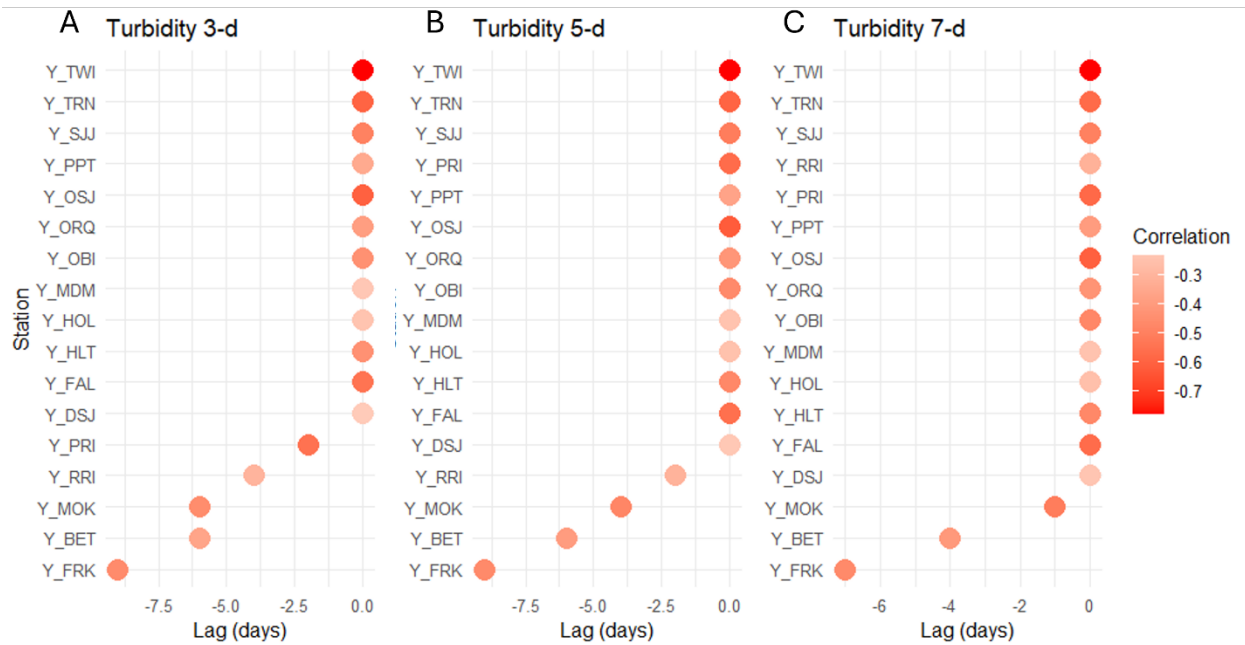 A
Turbidity 3-d
Y_TWI
Y_TRN
Y_SJJ
Y_PPT
Y_OSJ
Y_ORQ
Y_OBI
Y_MDM
Y_HOL
Y_HLT
Y_FAL
Y_DSJ
Y_PRI
Y_RRI
Y_MOK
Y_BET
Y_FRK
Station
-7.5 -5.0 -2.5 0.0
Lag (days)
B
Turbidity 5-d
Y_TWI
Y_TRN
Y_SJJ
Y_PRI
Y_PPT
Y_OSJ
Y_ORQ
Y_OBI
Y_MDM
Y_HOL
Y_HLT
Y_FAL
Y_DSJ
Y_RRI
Y_MOK
Y_BET
Y_FRK
-7.5 -5.0 -2.5 0.0
Lag (days)
C
Turbidity 7-d
Y_TWI
Y_TRN
Y_SJJ
Y_RRI
Y_PRI
Y_PPT
Y_OSJ
Y_ORQ
Y_OBI
Y_MDM
Y_HOL
Y_HLT
Y_FAL
Y_DSJ
Y_MOK
Y_BET
Y_FRK
-6 -4 -2 0
Lag (days)
Correlation
-0.3
-0.4
-0.5
-0.6
-0.7